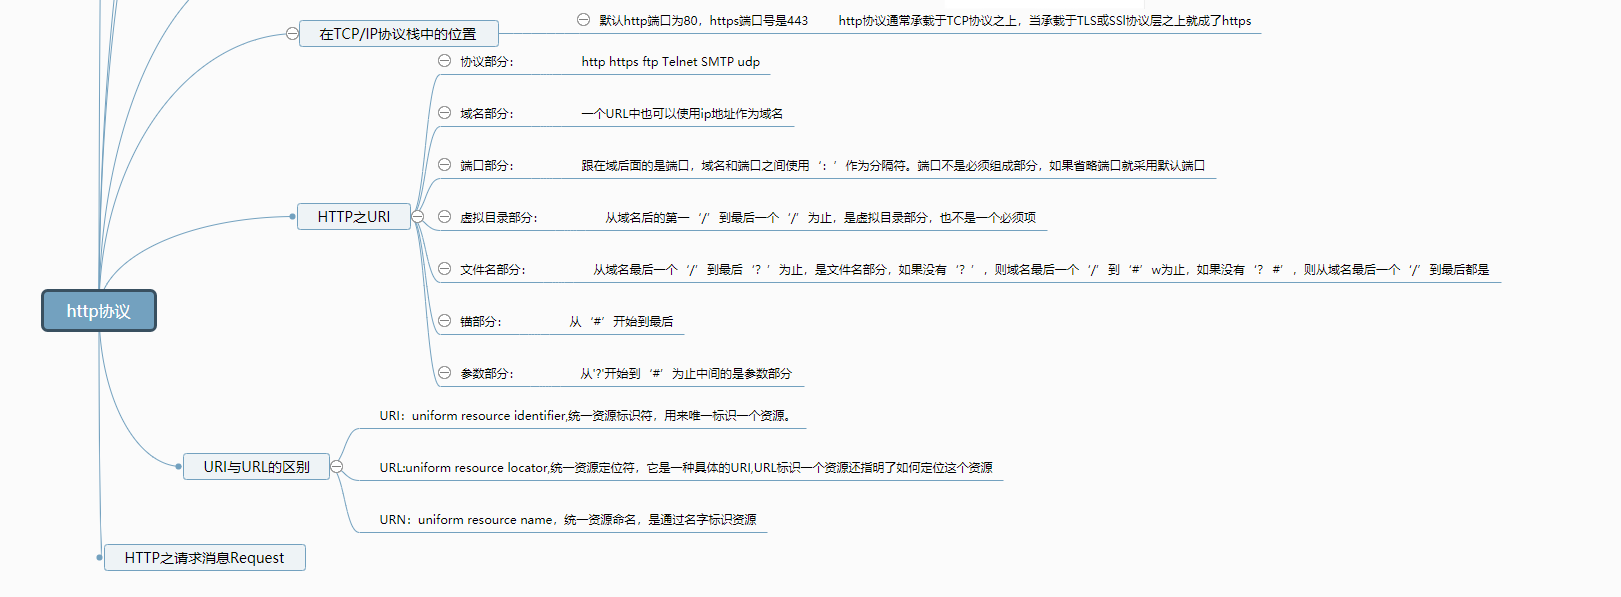 在TCP/IP协议栈中的位置
默认http端口为80，https端口号是443 http协议通常承载于TCP协议之上，当承载于TLS或SSl协议层之上就成了https
HTTP之URI
协议部分： http https ftp Telnet SMTP udp
域名部分： 一个URL中也可以使用ip地址作为域名
端口部分： 跟在域后面的是端口，域名和端口之间使用‘：’作为分隔符。端口不是必须组成部分，如果省略端口就采用默认端口
虚拟目录部分： 从域名后的第一‘/’到最后一个‘/’为止，是虚拟目录部分，也不是一个必须项
文件名部分： 从域名最后一个‘/’到最后‘？’为止，是文件名部分，如果没有‘？’，则域名最后一个‘/’到‘#’w为止，如果没有‘？ #’，则从域名最后一个‘/’到最后都是
锚部分： 从‘#’开始到最后
参数部分： 从'?'开始到‘#’为止中间的是参数部分
http协议
URI与URL的区别
URI：uniform resource identifier,统一资源标识符，用来唯一标识一个资源。
URL:uniform resource locator,统一资源定位符，它是一种具体的URI,URL标识一个资源还指明了如何定位这个资源
URN：uniform resource name，统一资源命名，是通过名字标识资源
HTTP之请求消息Request